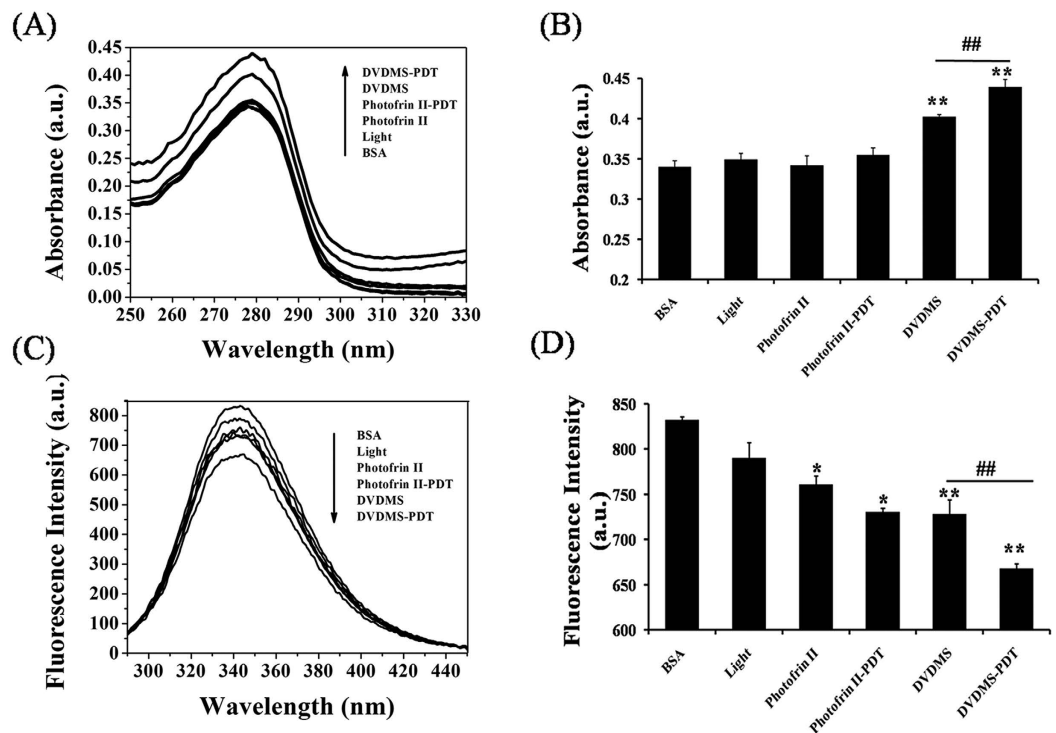 (A)
Absorbance (a.u.)
0.45
0.40
0.35
0.30
0.25
0.20
0.15
0.10
0.05
0.00
DVDMS-PDT
DVDMS
Photofrin II-PDT
Photofrin II
Light
BSA
250 260 270 280 290 300 310 320 330
Wavelength (nm)
(B)
Absorbance (a.u.)
0.45
0.4
0.35
0.3
0.25
0.2
##
**
**
BSA
Light
Photofrin II
Photofrin II-PDT
DVDMS
DVDMS-PDT
(C)
Fluorescence Intensity (a.u.)
800
700
600
500
400
300
200
100
0
BSA
Light
Photofrin II
Photofrin II-PDT
DVDMS
DVDMS-PDT
300 320 340 360 380 400 420 440
Wavelength (nm)
(D)
Fluorescence Intensity
(a.u.)
850
800
750
700
650
600
*
*
**
##
**
BSA
Light
Photofrin II
Photofrin II-PDT
DVDMS
DVDMS-PDT